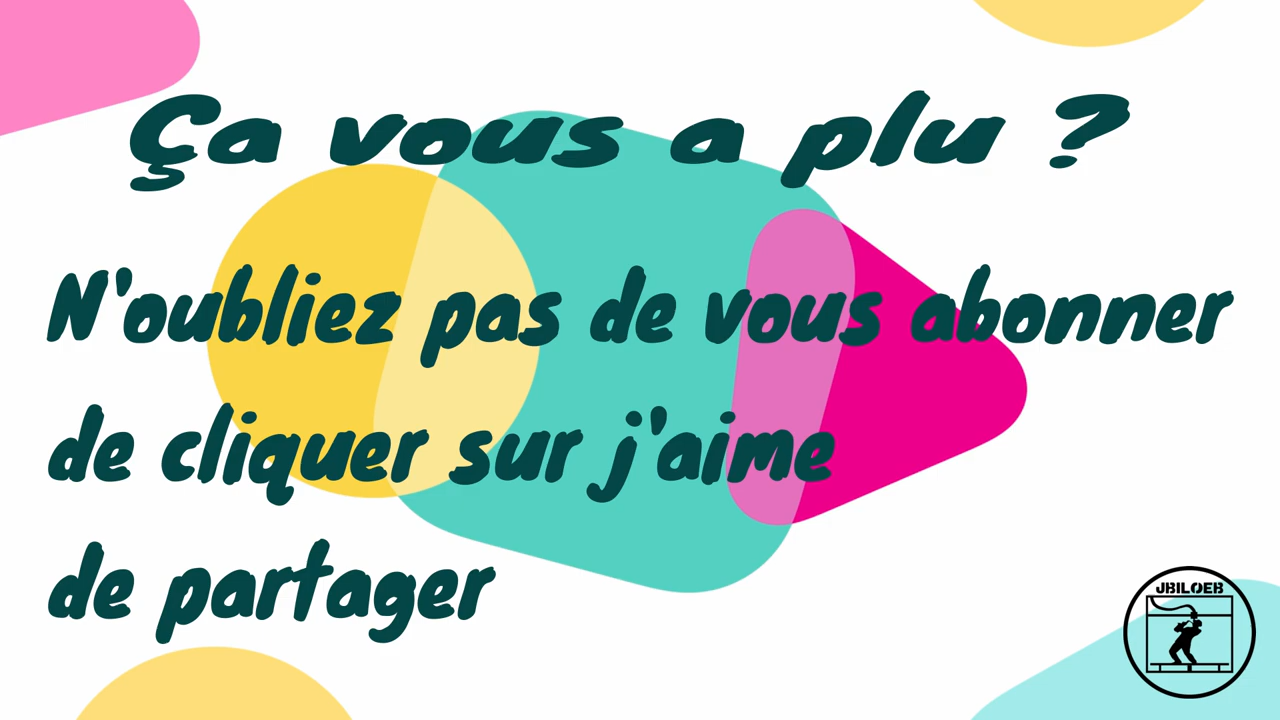 Ça vous a plu ?
N'oubliez pas de vous abonner
de cliquer sur j'aime
de partager
JBILOEB